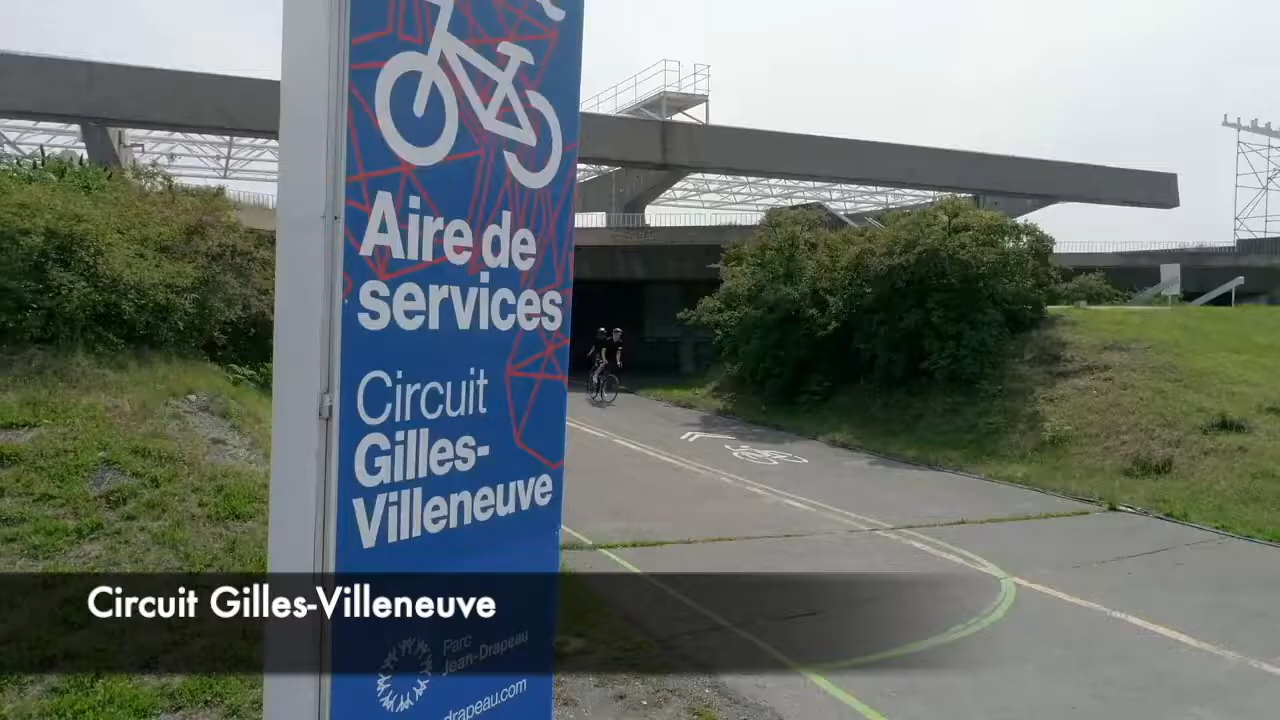 Aire de
services
Circuit
Gilles-
Villeneuve
Circuit Gilles-Villeneuve
Parc
Jean-Drapeau
drapeau.com